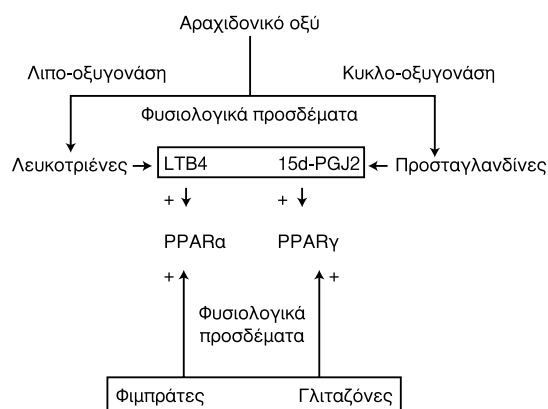 Αραχιδονικό οξύ
Λιπο-οξυγονάση Κυκλο-οξυγονάση
Φυσιολογικά προσδέματα
Λευκοτριένες LTB4 15d-PGJ2 Προσταγλανδίνες
+ +
PPARα PPARγ
+ +
Φυσιολογικά
προσδέματα
Φιμπράτες Γλιταζόνες